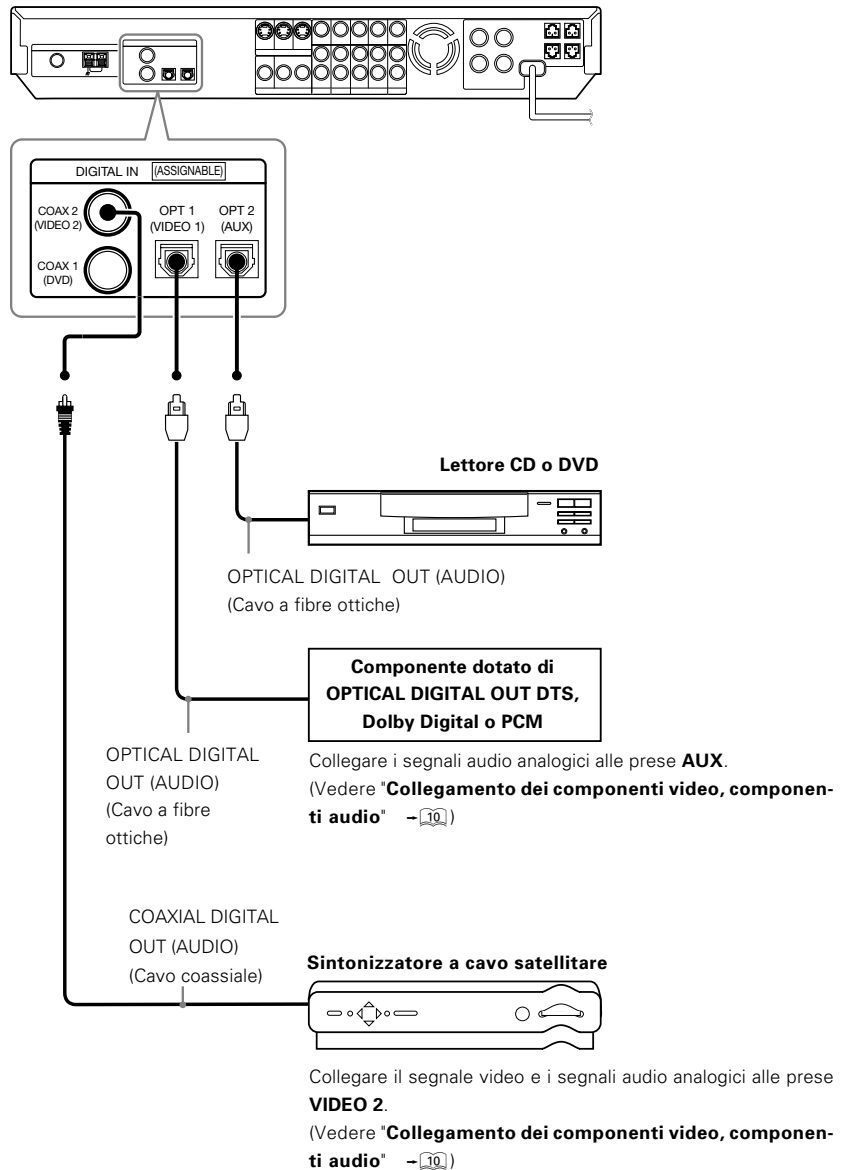 DIGITAL IN (ASSIGNABLE)
COAX 2
(VIDEO 2)
OPT 1
(VIDEO 1)
OPT 2
(AUX)
COAX 1
(DVD)
Lettore CD o DVD
OPTICAL DIGITAL OUT (AUDIO)
(Cavo a fibre ottiche)
Componente dotato di
OPTICAL DIGITAL OUT DTS,
Dolby Digital o PCM
OPTICAL DIGITAL
OUT (AUDIO)
(Cavo a fibre
ottiche)
Collegare i segnali audio analogici alle prese AUX.
(Vedere "Collegamento dei componenti video, componen-
ti audio" →10)
COAXIAL DIGITAL
OUT (AUDIO)
(Cavo coassiale)
Sintonizzatore a cavo satellitare
Collegare il segnale video e i segnali audio analogici alle prese
VIDEO 2.
(Vedere "Collegamento dei componenti video, componen-
ti audio" →10)